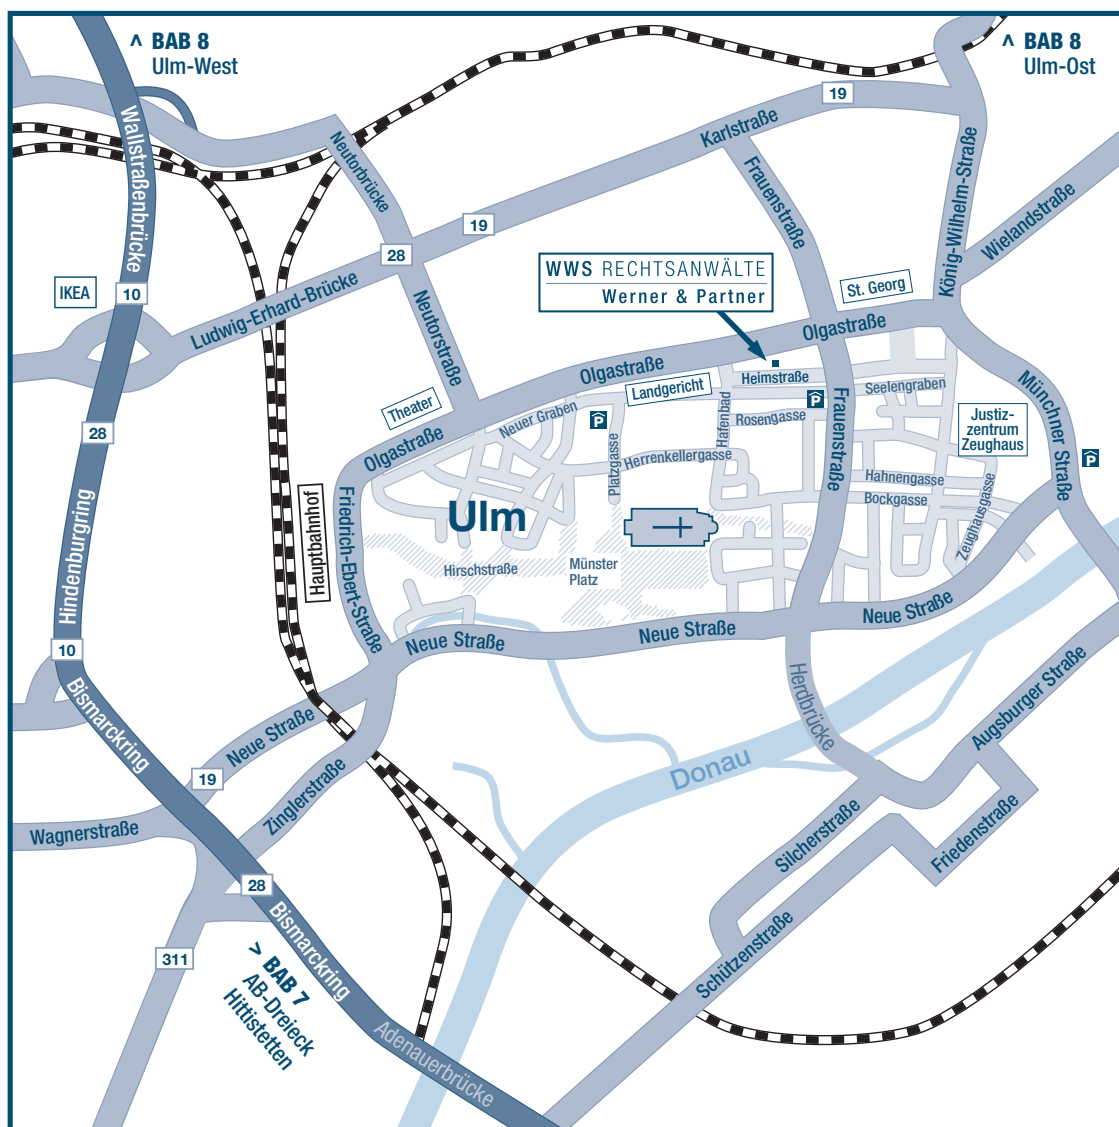 ^ BAB 8
Ulm-West
^ BAB 8
Ulm-Ost
19
Karlstraße
Wallstraßenbrücke
Neutorbrücke
Frauenstraße
König-Wilhelm-Straße
Wielandstraße
19
28
WWS RECHTSANWÄLTE
Werner & Partner
St. Georg
IKEA
10
Ludwig-Erhard-Brücke
Neutorstraße
Olgastraße
Olgastraße
Landgericht
Heimstraße
Seelengraben
Münchner Straße
Theater
Neuer Graben
P
P
Hafenbad
Rosengasse
Frauenstraße
Justiz-
zentrum
Zeughaus
28
Olgastraße
Platzgasse
Herrenkellergasse
P
Hahnengasse
Bockgasse
Zeughausgasse
Hindenburgring
Hauptbahnhof
Friedrich-Ebert-Straße
Ulm
Hirschstraße
Münster
Platz
Neue Straße
Neue Straße
Neue Straße
10
Bismarckring
Neue Straße
Herdbrücke
Augsburger Straße
19
Donau
Zinglerstraße
Wagnerstraße
Silcherstraße
Friedenstraße
28
Bismarckring
311
> BAB 7
AB-Dreieck
Hittistetten
Schützenstraße
Adenauerbrücke